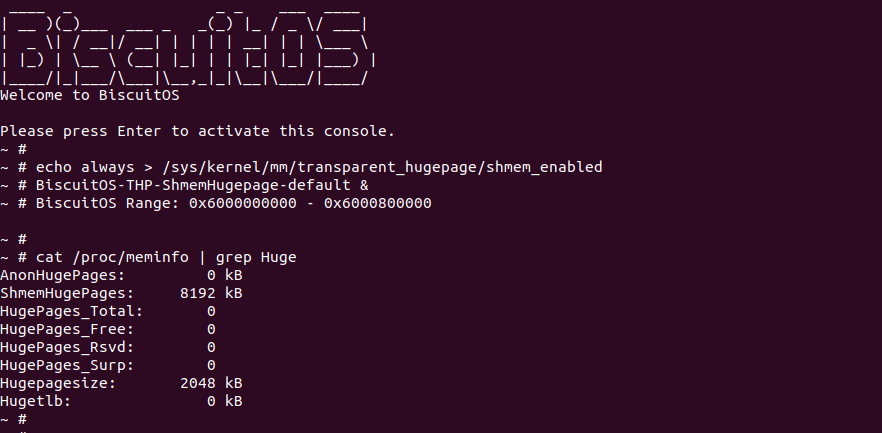 ____  _                _ _    ___  ____
| __ )(_)___  ___ _   _(_) |_ / _ \/ ___|
|  _ \| / __|/ __| | | | | __| | | \___ \
| |_) | \__ \ (__| |_| | | |_| |_| |___) |
|____/|_|___/\___|\__,_|_|\__|\___/|____/
Welcome to BiscuitOS
Please press Enter to activate this console.
~ #
~ # echo always > /sys/kernel/mm/transparent_hugepage/shmem_enabled
~ # BiscuitOS-THP-ShmemHugepage-default &
~ # BiscuitOS Range: 0x6000000000 - 0x6000800000
~ #
~ # cat /proc/meminfo | grep Huge
AnonHugePages:         0 kB
ShmemHugePages:     8192 kB
HugePages_Total:       0
HugePages_Free:        0
HugePages_Rsvd:        0
HugePages_Surp:        0
Hugepagesize:       2048 kB
Hugetlb:               0 kB
~ #